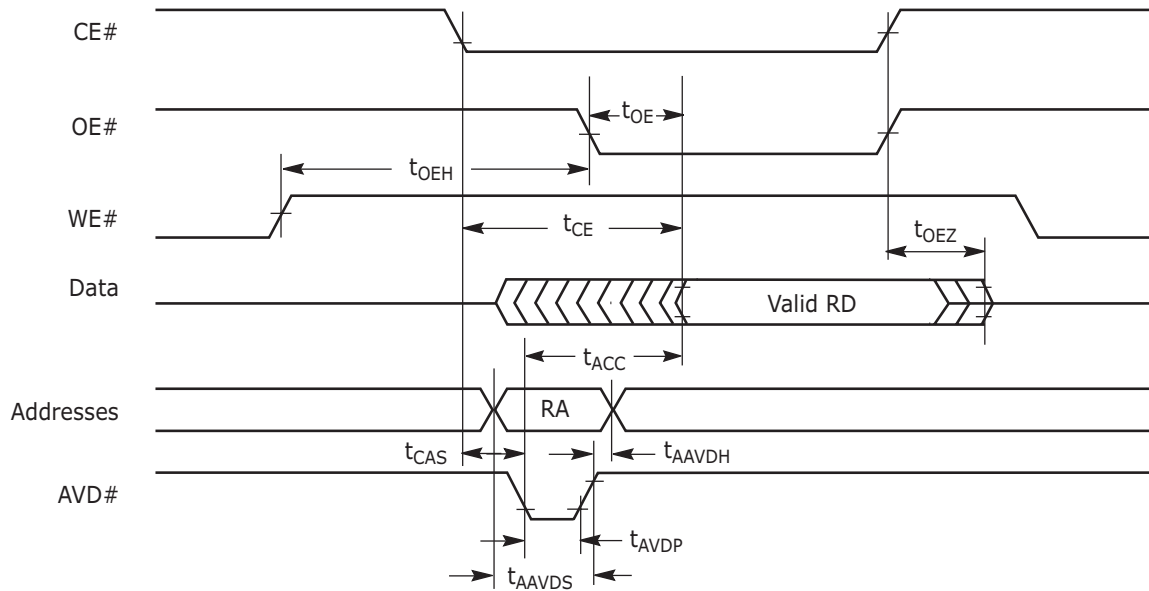 CE#
OE#
tOE
tOEH
WE#
tCE
tOEZ
Data
Valid RD
tACC
Addresses
RA
tCAS
tAAVDH
AVD#
tAVDP
tAAVDS